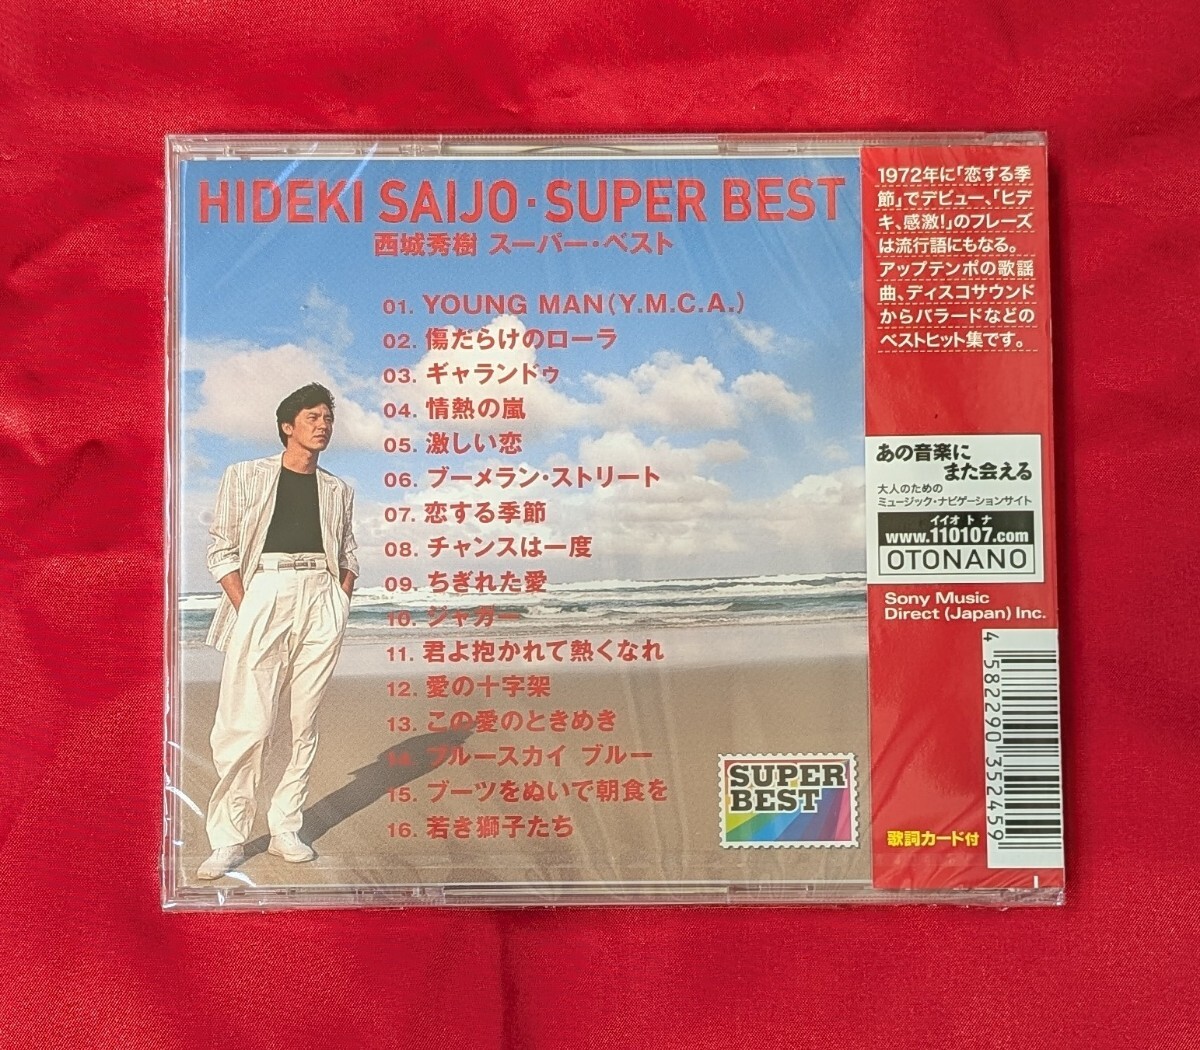 HIDEKI SAIJO・SUPER BEST
西城秀樹 スーパー・ベスト
01. YOUNG MAN(Y.M.C.A.)
02. 傷だらけのローラ
03. ギャランドゥ
04. 情熱の嵐
05. 激しい恋
06. ブーメラン・ストリート
07. 恋する季節
08. チャンスは一度
09. ちぎれた愛
10. ジャガー
11. 君よ抱かれて熱くなれ
12. 愛の十字架
13. この愛のときめき
14. ブルースカイ ブルー
15. ブーツをぬいで朝食を
16. 若き獅子たち
SUPER
BEST
1972年に「恋する季
節」でデビュー、「ヒデ
キ、感激!」のフレーズ
は流行語にもなる。
アップテンポの歌謡
曲、ディスコサウンド
からバラードなどの
ベストヒット集です。
あの音楽に
また会える
大人のための
ミュージック・ナビゲーションサイト
イイオトナ
www.110107.com
OTONANO
Sony Music
Direct (Japan) Inc.
4 582290 352459
歌詞カード付